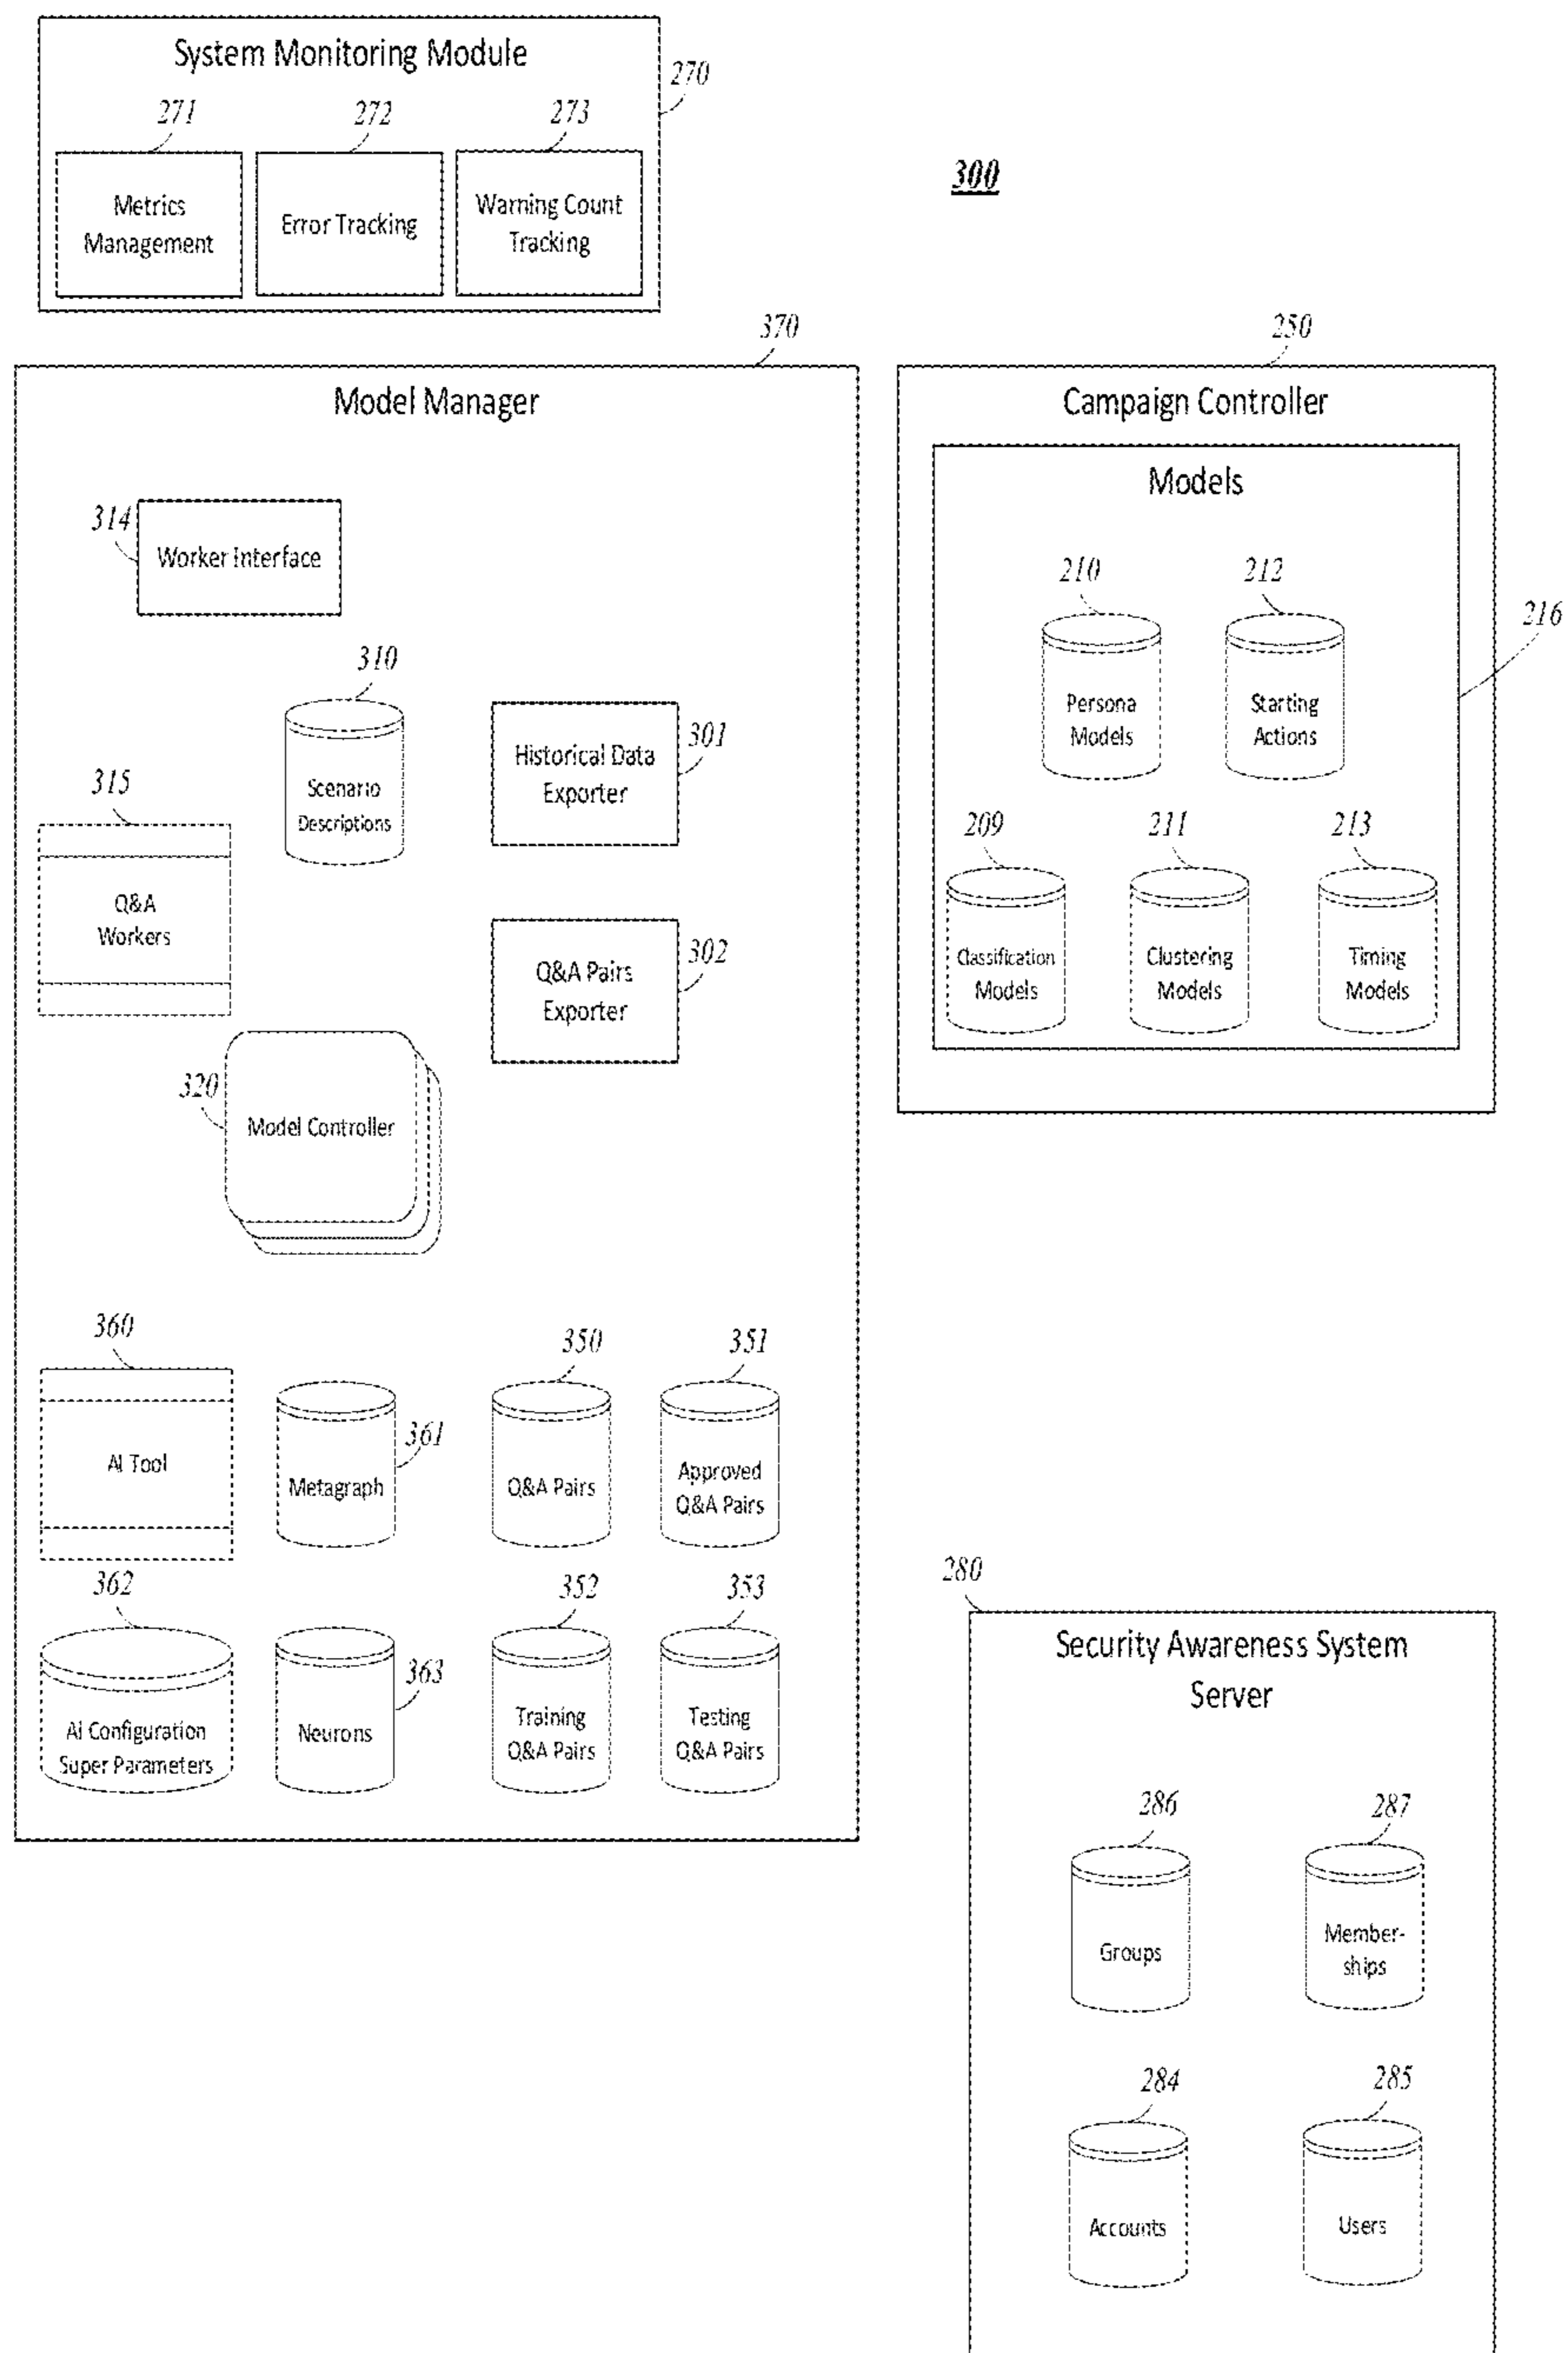 System Monitoring Module
270
271
272
273
Metrics
Management
Error Tracking
Warning Count
Tracking
300
370
Model Manager
314
Worker Interface
310
Scenario
Descriptions
Historical Data
Exporter
301
315
Q&A
Workers
Q&A Pairs
Exporter
302
320
Model Controller
360
AI Tool
Metagraph
361
350
Q&A Pairs
351
Approved
Q&A Pairs
362
AI Configuration
Super Parameters
Neurons
363
352
Training
Q&A Pairs
353
Testing
Q&A Pairs
250
Campaign Controller
Models
216
210
Persona
Models
212
Starting
Actions
209
Classification
Models
211
Clustering
Models
213
Timing
Models
280
Security Awareness System
Server
286
Groups
287
Member-
ships
284
Accounts
285
Users